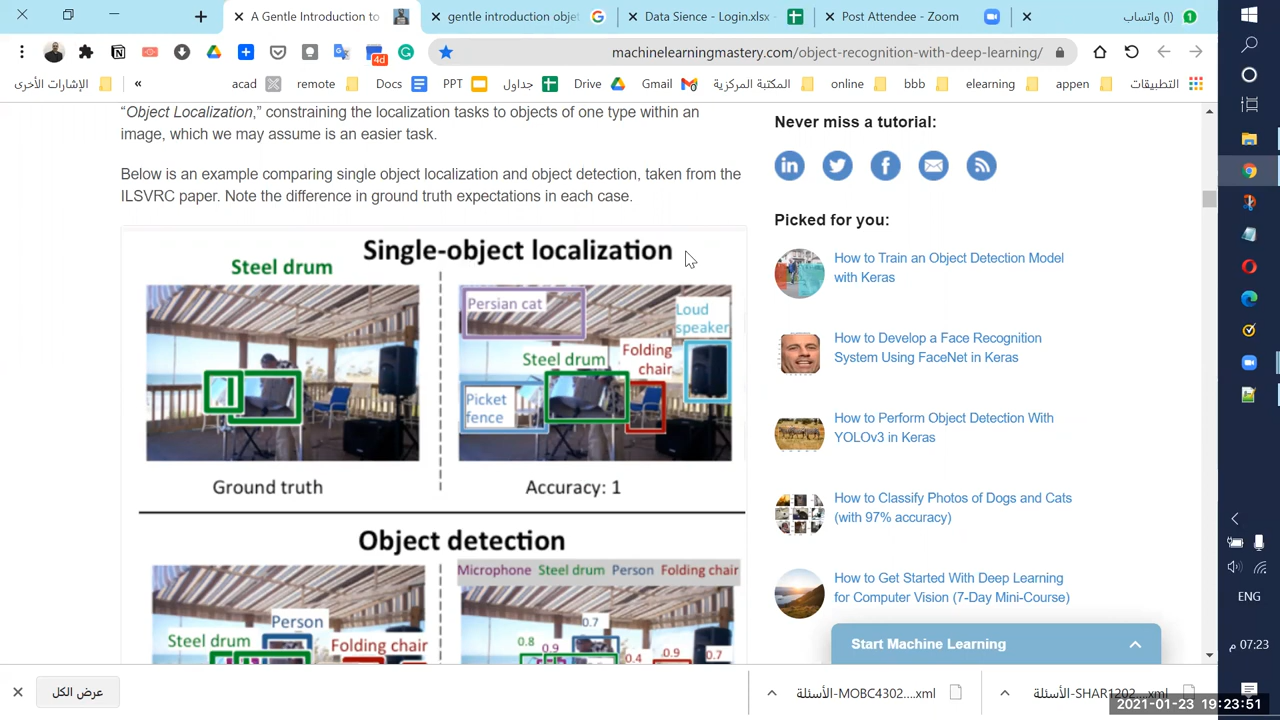 A Gentle Introduction to
gentle introduction obje
Data Sience - Login.xlsx
Post Attendee - Zoom
(1) واتساب
4d
machinelearningmastery.com/object-recognition-with-deep-learning/
الإشارات الأخرى
«
acad
remote
Docs
PPT
جداول
Drive
Gmail
المكتبة المركزية
online
bbb
elearning
appen
التطبيقات
"Object Localization," constraining the localization tasks to objects of one type within an
image, which we may assume is an easier task.
Below is an example comparing single object localization and object detection, taken from the
ILSVRC paper. Note the difference in ground truth expectations in each case.
Single-object localization
Steel drum
Persian cat
Loud
speaker
Steel drum
Folding
chair
Picket
fence
Ground truth
Accuracy: 1
Object detection
Microphone Steel drum Person Folding chair
Person
Steel drum
Folding chair
0.7
0.8
0.9
0.4
0.9
0.7
Never miss a tutorial:
Picked for you:
How to Train an Object Detection Model
with Keras
How to Develop a Face Recognition
System Using FaceNet in Keras
How to Perform Object Detection With
YOLOv3 in Keras
How to Classify Photos of Dogs and Cats
(with 97% accuracy)
How to Get Started With Deep Learning
for Computer Vision (7-Day Mini-Course)
Start Machine Learning
ENG
07:23 م
عرض الكل
الأسئلة-MOBC4302....xml
الأسئلة-SHAR1202....xml
2021-01-23 19:23:51